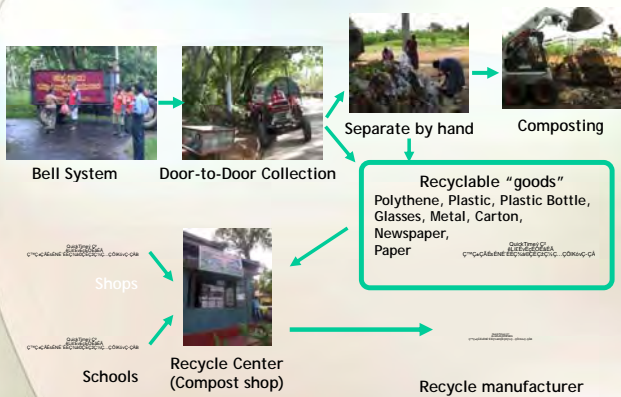 Bell System
Door-to-Door Collection
Separate by hand
Composting
Recyclable “goods”
Polythene, Plastic, Plastic Bottle,
Glasses, Metal, Carton,
Newspaper,
Paper
Shops
Schools
Recycle Center
(Compost shop)
Recycle manufacturer